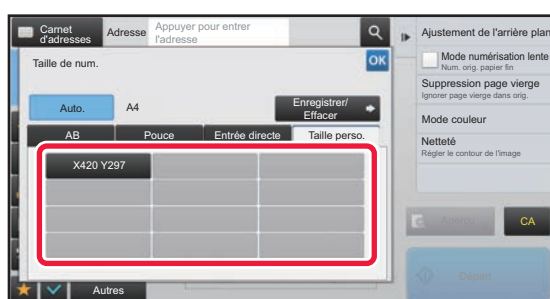 Carnet
d'adresses
Adresse
Appuyer pour entrer
l'adresse
Ajustement de l'arrière plan
Taille de num.
OK
Mode numérisation lente
Num. orig. papier fin
Suppression page vierge
Ignorer page vierge dans orig.
Auto.
A4
Enregistrer/
Effacer
Mode couleur
AB
Pouce
Entrée directe
Taille perso.
Netteté
Régler le contour de l'image
X420 Y297
Aperçu
CA
Départ
Autres